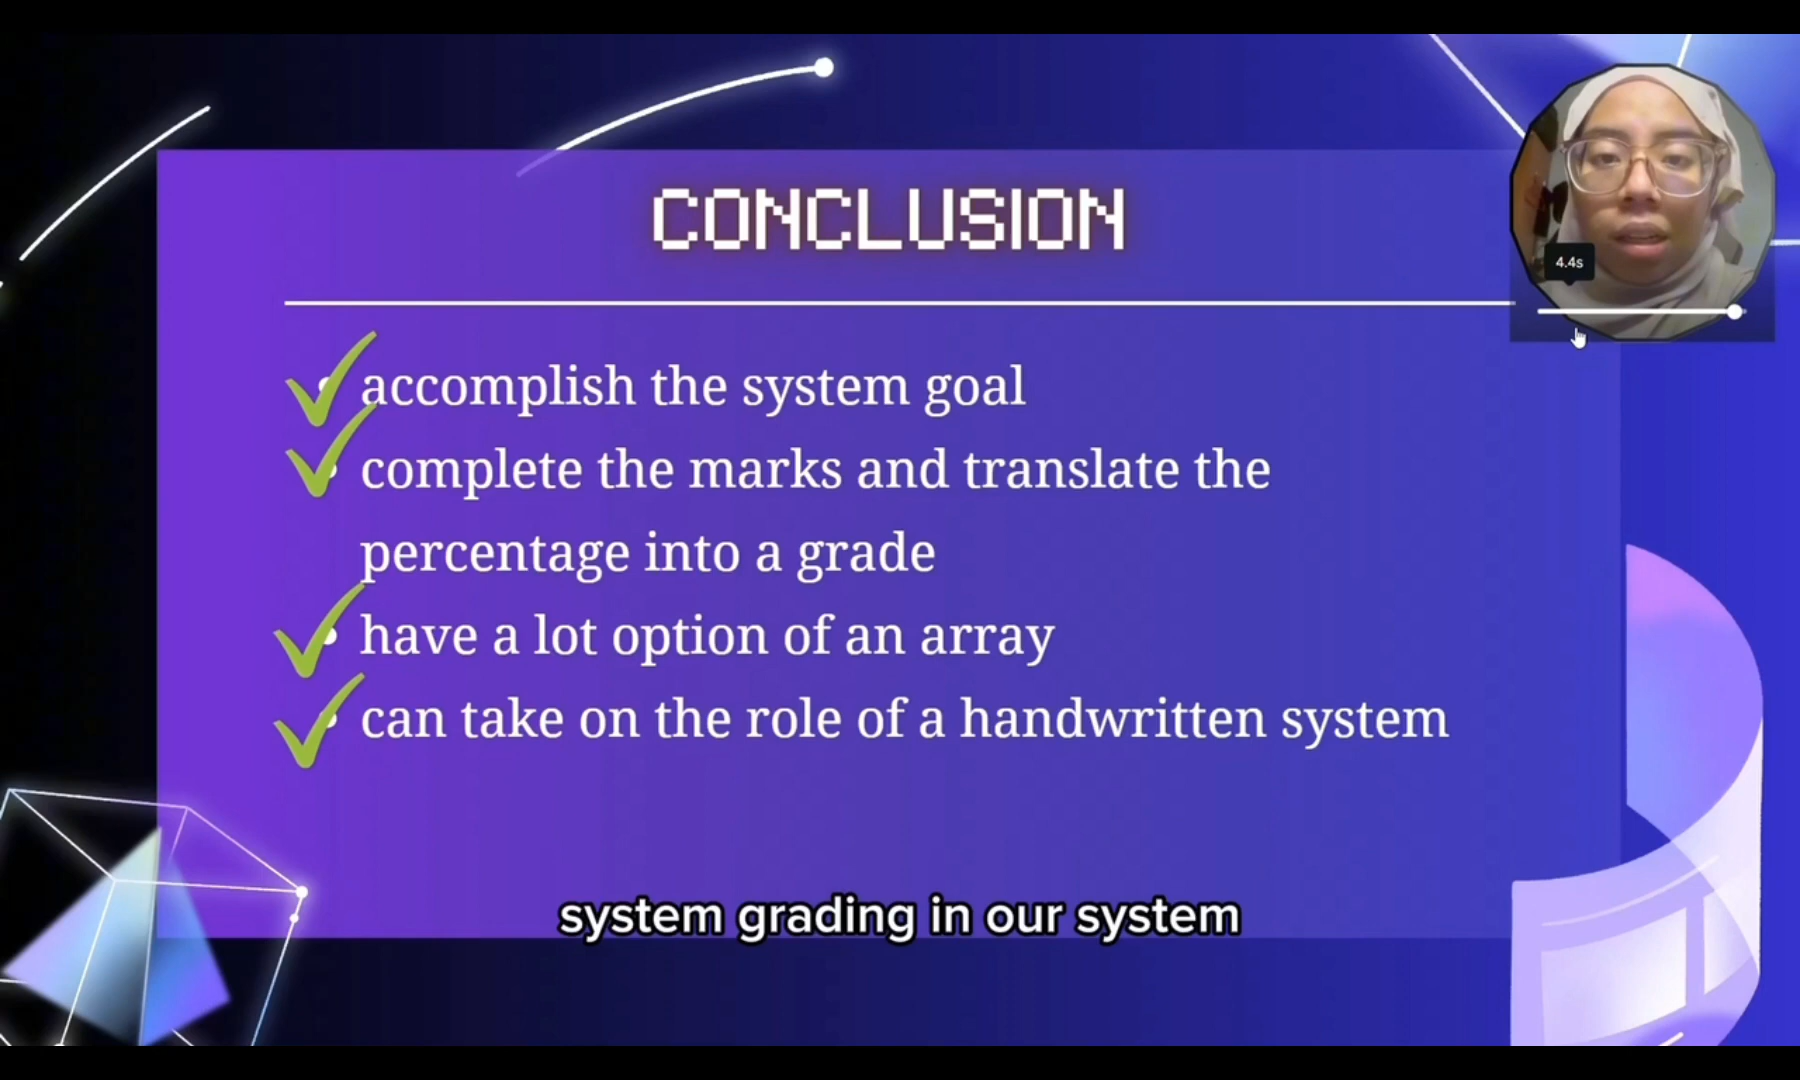 CONCLUSION
4.4s
accomplish the system goal
complete the marks and translate the
percentage into a grade
have a lot option of an array
can take on the role of a handwritten system
system grading in our system